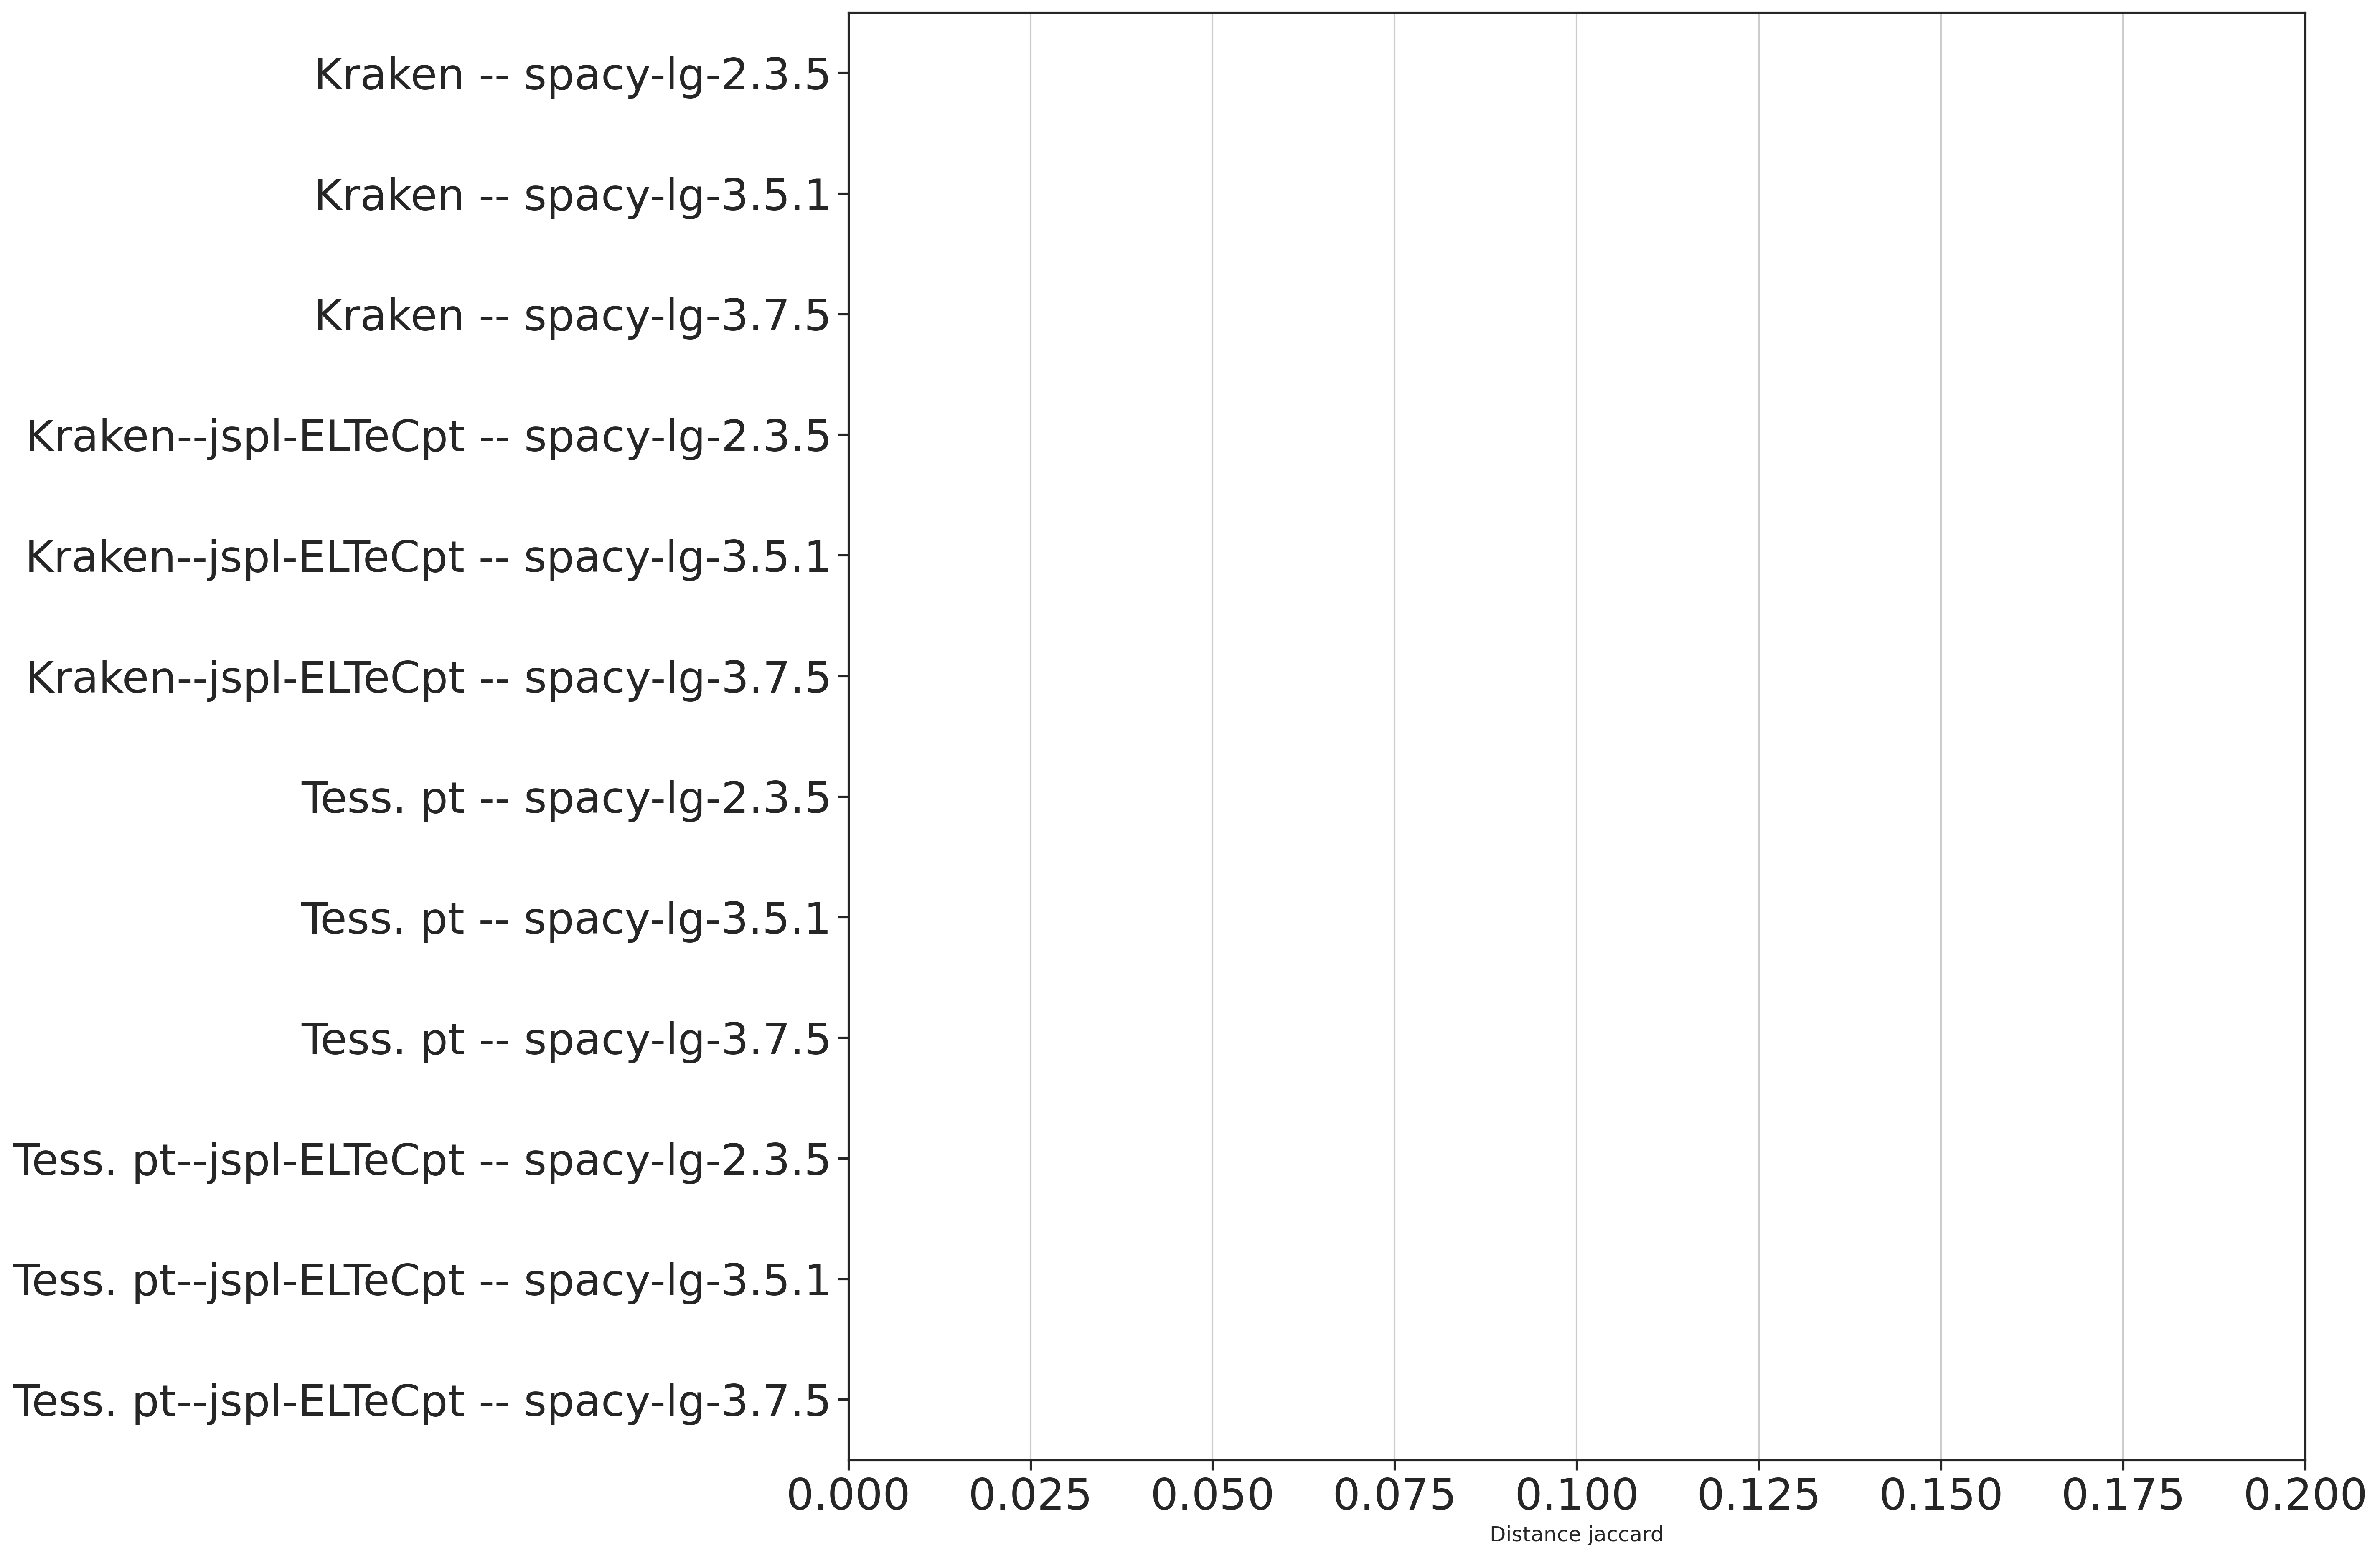 Kraken -- spacy-lg-2.3.5
Kraken -- spacy-lg-3.5.1
Kraken -- spacy-lg-3.7.5
Kraken--jspl-ELTeCpt -- spacy-lg-2.3.5
Kraken--jspl-ELTeCpt -- spacy-lg-3.5.1
Kraken--jspl-ELTeCpt -- spacy-lg-3.7.5
Tess. pt -- spacy-lg-2.3.5
Tess. pt -- spacy-lg-3.5.1
Tess. pt -- spacy-lg-3.7.5
Tess. pt--jspl-ELTeCpt -- spacy-lg-2.3.5
Tess. pt--jspl-ELTeCpt -- spacy-lg-3.5.1
Tess. pt--jspl-ELTeCpt -- spacy-lg-3.7.5
0.000 0.025 0.050 0.075 0.100 0.125 0.150 0.175 0.200
Distance jaccard